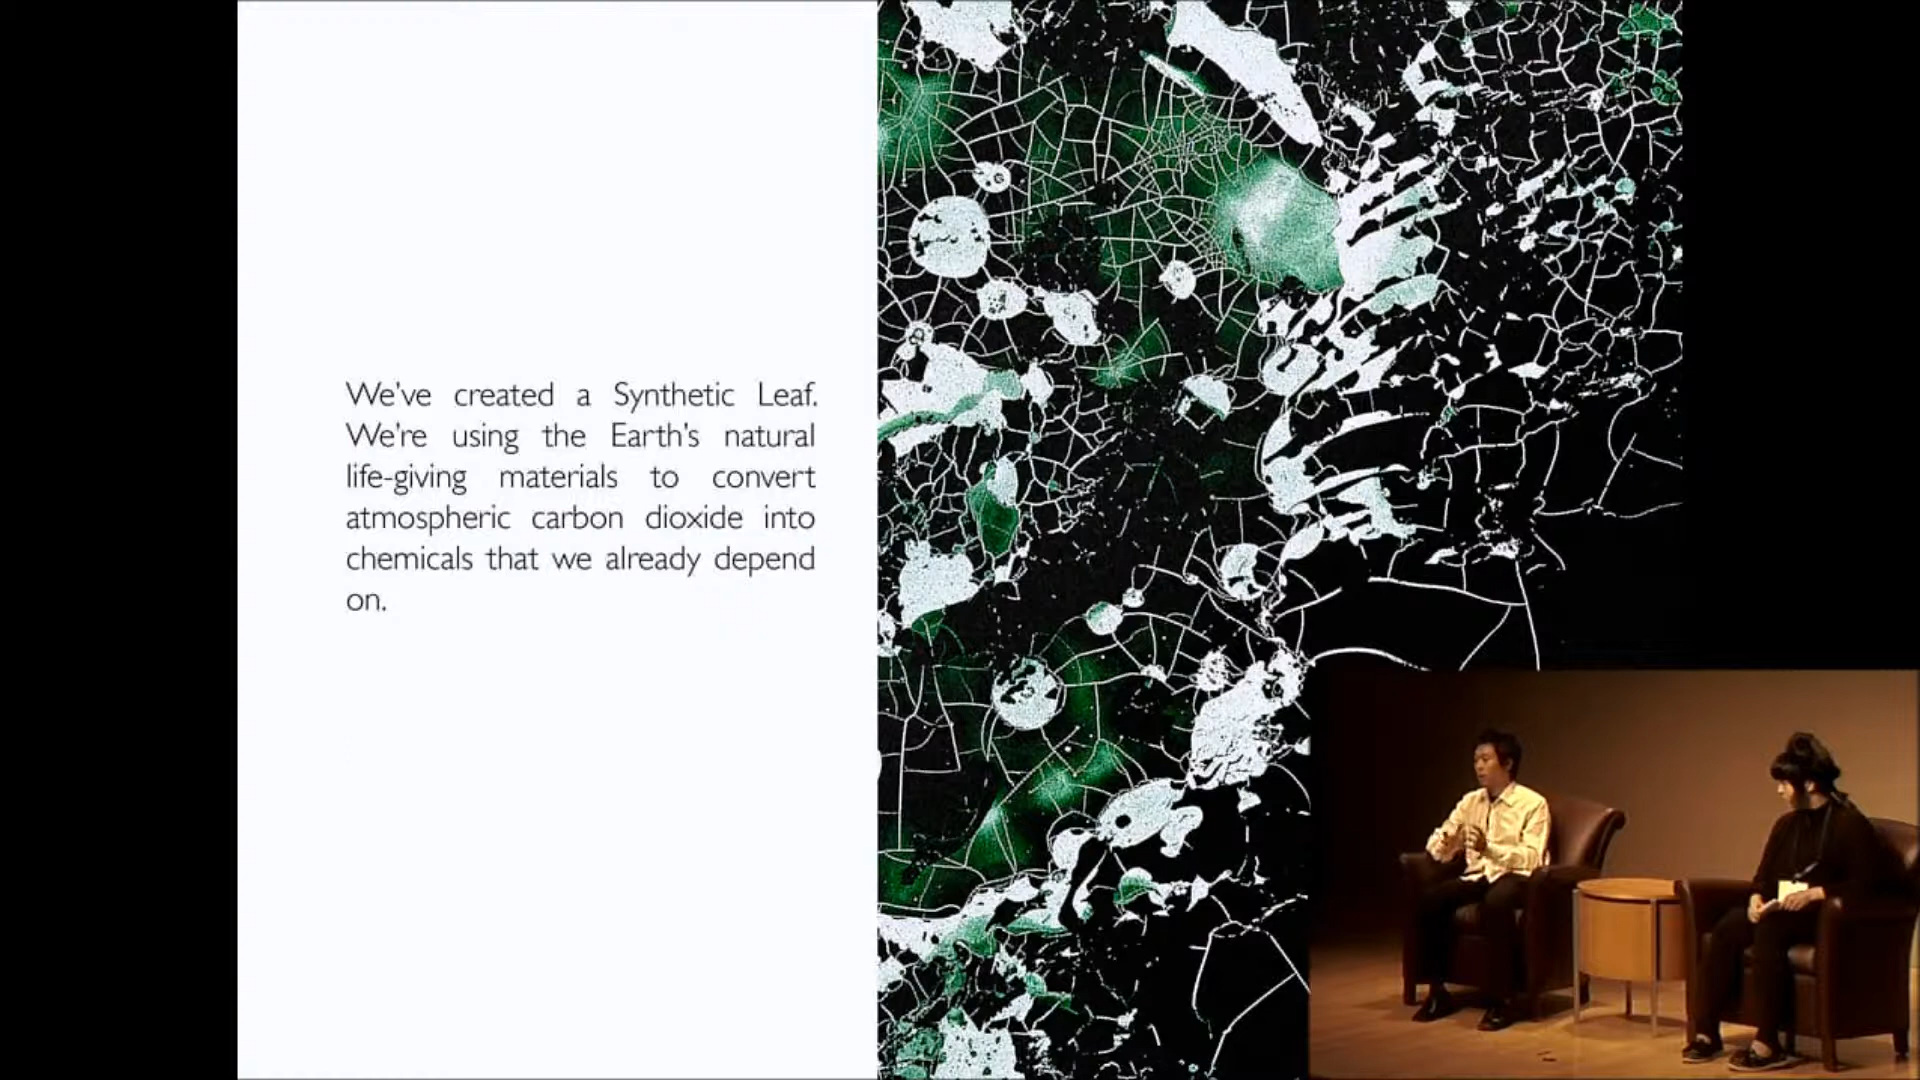 We've created a Synthetic Leaf.
We're using the Earth's natural
life-giving materials to convert
atmospheric carbon dioxide into
chemicals that we already depend
on.